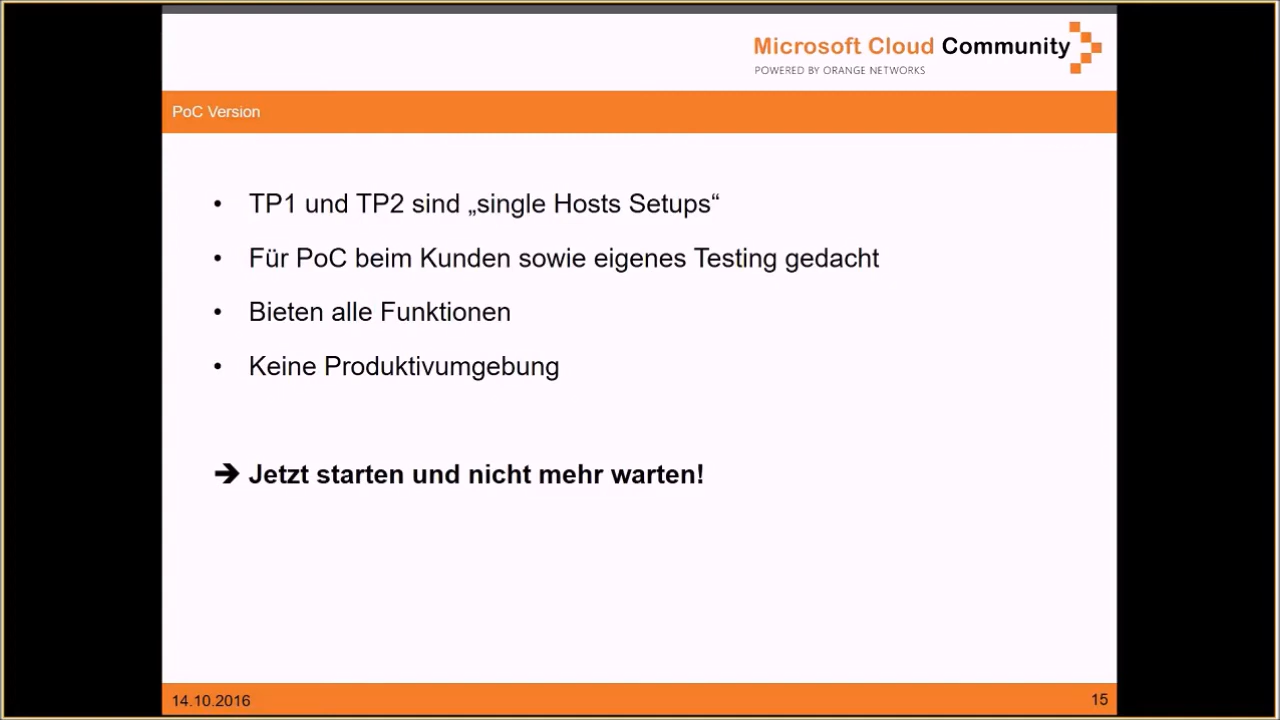 Microsoft Cloud Community
POWERED BY ORANGE NETWORKS
PoC Version
• TP1 und TP2 sind „single Hosts Setups“
• Für PoC beim Kunden sowie eigenes Testing gedacht
• Bieten alle Funktionen
• Keine Produktivumgebung
➔ Jetzt starten und nicht mehr warten!
14.10.2016
15